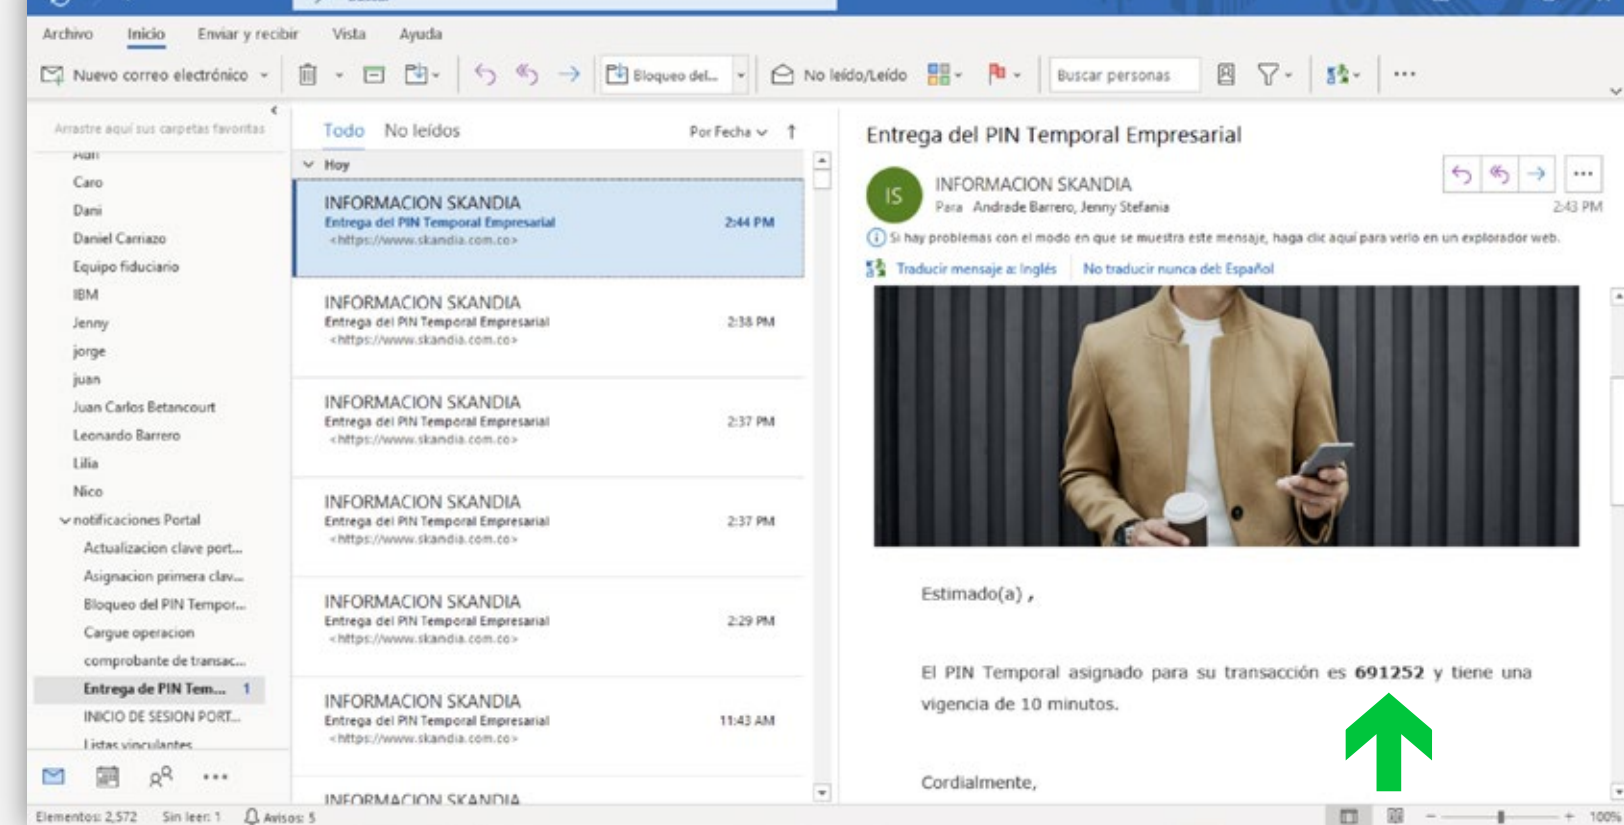 Archivo Inicio Enviar y recibir Vista Ayuda
Nuevo correo electrónico Bloqueo del... No leído/Leído Buscar personas ...
Arrastre aquí sus carpetas favoritas
Caro
Dani
Daniel Carriazo
Equipo fiduciario
IBM
Jenny
jorge
juan
Juan Carlos Betancourt
Leonardo Barrero
Lilia
Nico
notificaciones Portal
Actualizacion clave port...
Asignacion primera clav...
Bloqueo del PIN Tempor...
Cargue operacion
comprobante de transac...
Entrega de PIN Tem... 1
INICIO DE SESION PORT...
Listas vinculantes
...
Todo No leídos Por Fecha
Hoy
INFORMACION SKANDIA
Entrega del PIN Temporal Empresarial 2:44 PM
<https://www.skandia.com.co>
INFORMACION SKANDIA
Entrega del PIN Temporal Empresarial 2:38 PM
<https://www.skandia.com.co>
INFORMACION SKANDIA
Entrega del PIN Temporal Empresarial 2:37 PM
<https://www.skandia.com.co>
INFORMACION SKANDIA
Entrega del PIN Temporal Empresarial 2:37 PM
<https://www.skandia.com.co>
INFORMACION SKANDIA
Entrega del PIN Temporal Empresarial 2:29 PM
<https://www.skandia.com.co>
INFORMACION SKANDIA
Entrega del PIN Temporal Empresarial 11:43 AM
<https://www.skandia.com.co>
INFORMACION SKANDIA
Entrega del PIN Temporal Empresarial
IS
INFORMACION SKANDIA
Para Andrade Barrero, Jenny Stefania
...
2:43 PM
Si hay problemas con el modo en que se muestra este mensaje, haga clic aquí para verlo en un explorador web.
Traducir mensaje a: Inglés No traducir nunca del: Español
Estimado(a) ,
El PIN Temporal asignado para su transacción es 691252 y tiene una
vigencia de 10 minutos.
Cordialmente,
Elementos: 2,572 Sin leer: 1 Avisos: 5 100%